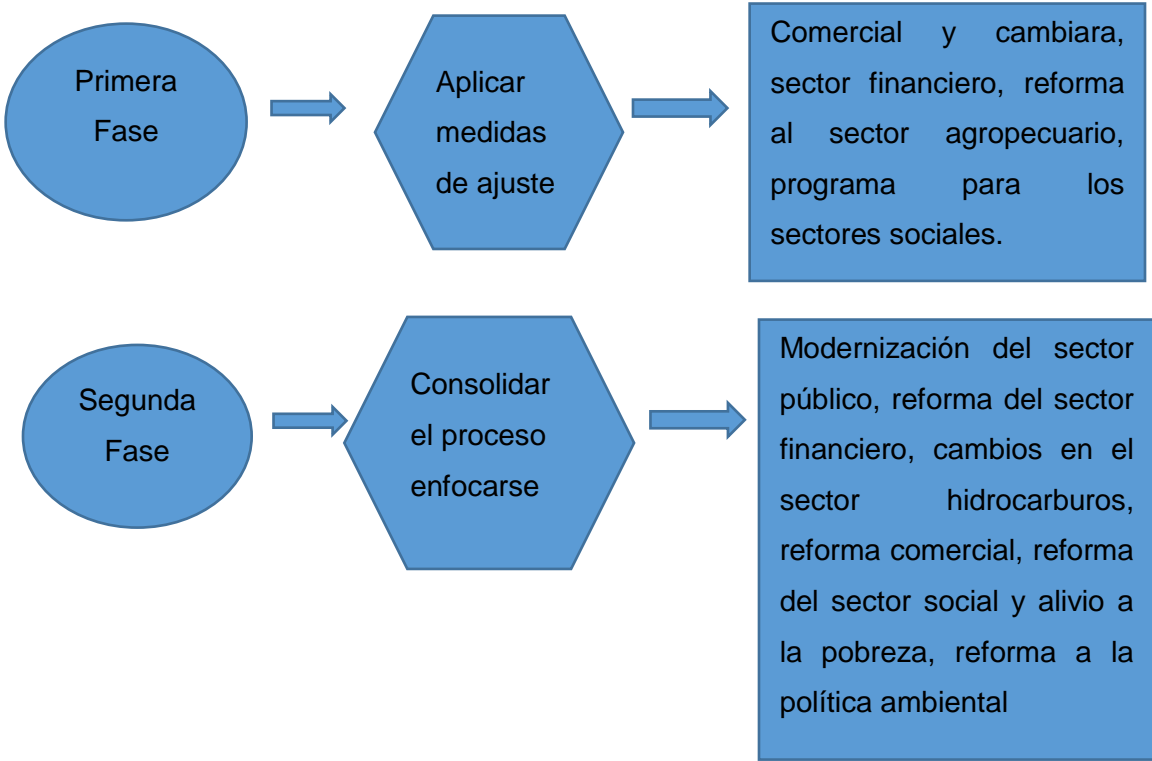 Primera
Fase
Aplicar
medidas
de ajuste
Comercial y cambiara,
sector financiero, reforma
al sector agropecuario,
programa para los
sectores sociales.
Segunda
Fase
Consolidar
el proceso
enfocarse
Modernización del sector
público, reforma del sector
financiero, cambios en el
sector hidrocarburos,
reforma comercial, reforma
del sector social y alivio a
la pobreza, reforma a la
política ambiental